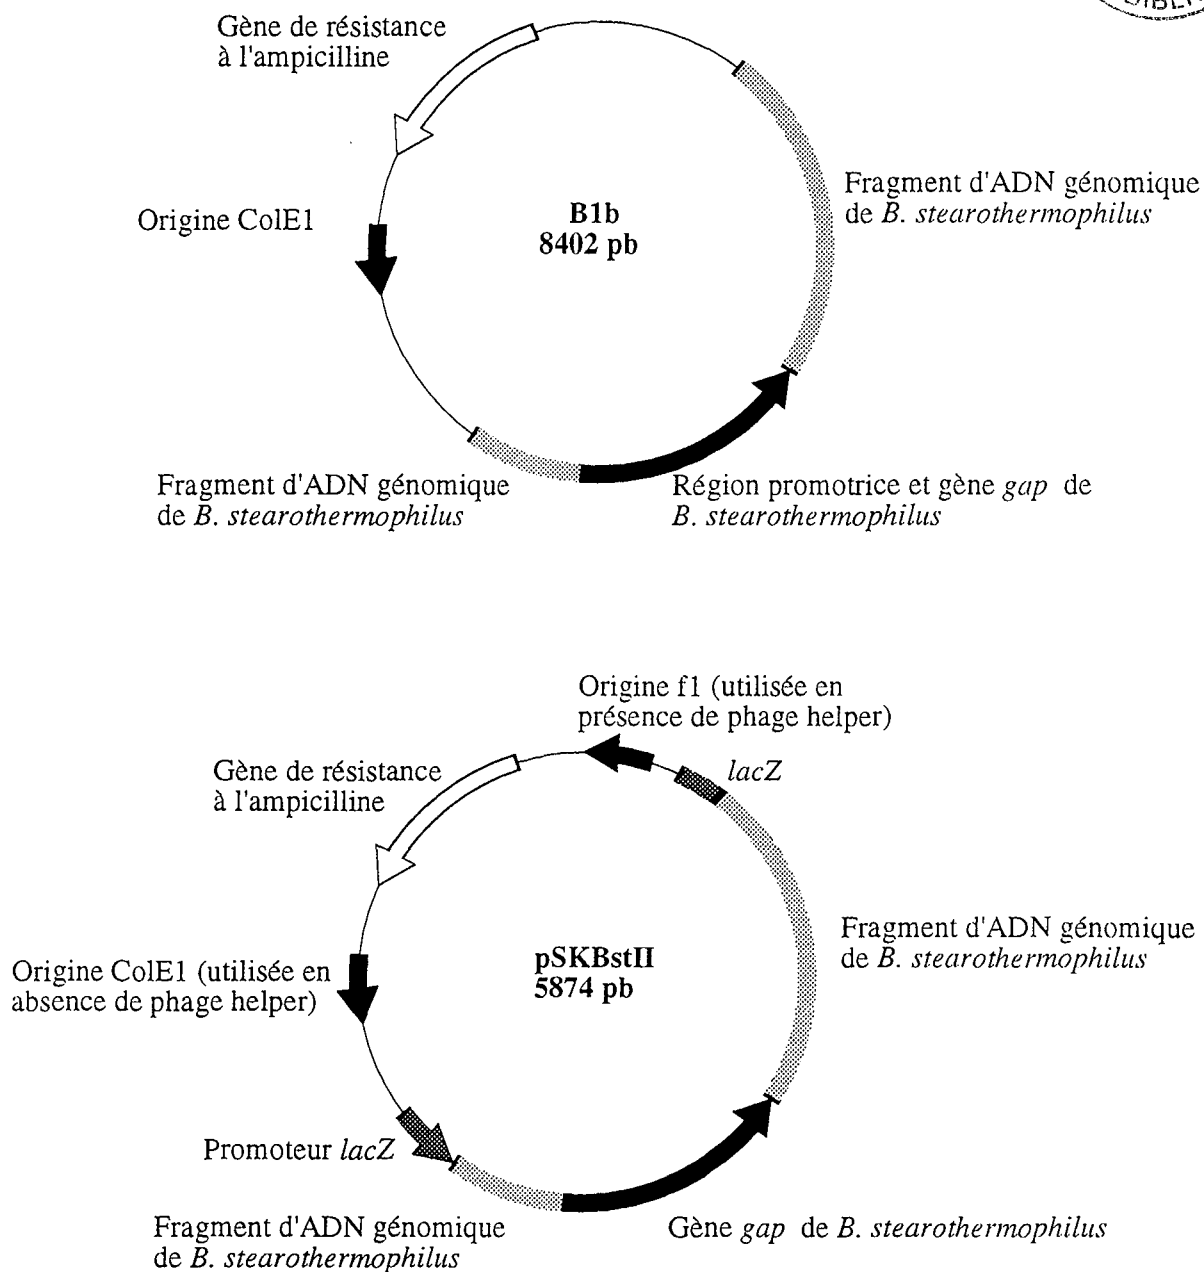 Gène de résistance
à l'ampicilline
Origine ColE1
B1b
8402 pb
Fragment d'ADN génomique
de B. stearothermophilus
Fragment d'ADN génomique
de B. stearothermophilus
Région promotrice et gène gap de
B. stearothermophilus
Origine f1 (utilisée en
présence de phage helper)
lacZ
Gène de résistance
à l'ampicilline
Origine ColE1 (utilisée en
absence de phage helper)
pSKBstII
5874 pb
Fragment d'ADN génomique
de B. stearothermophilus
Promoteur lacZ
Fragment d'ADN génomique
de B. stearothermophilus
Gène gap de B. stearothermophilus